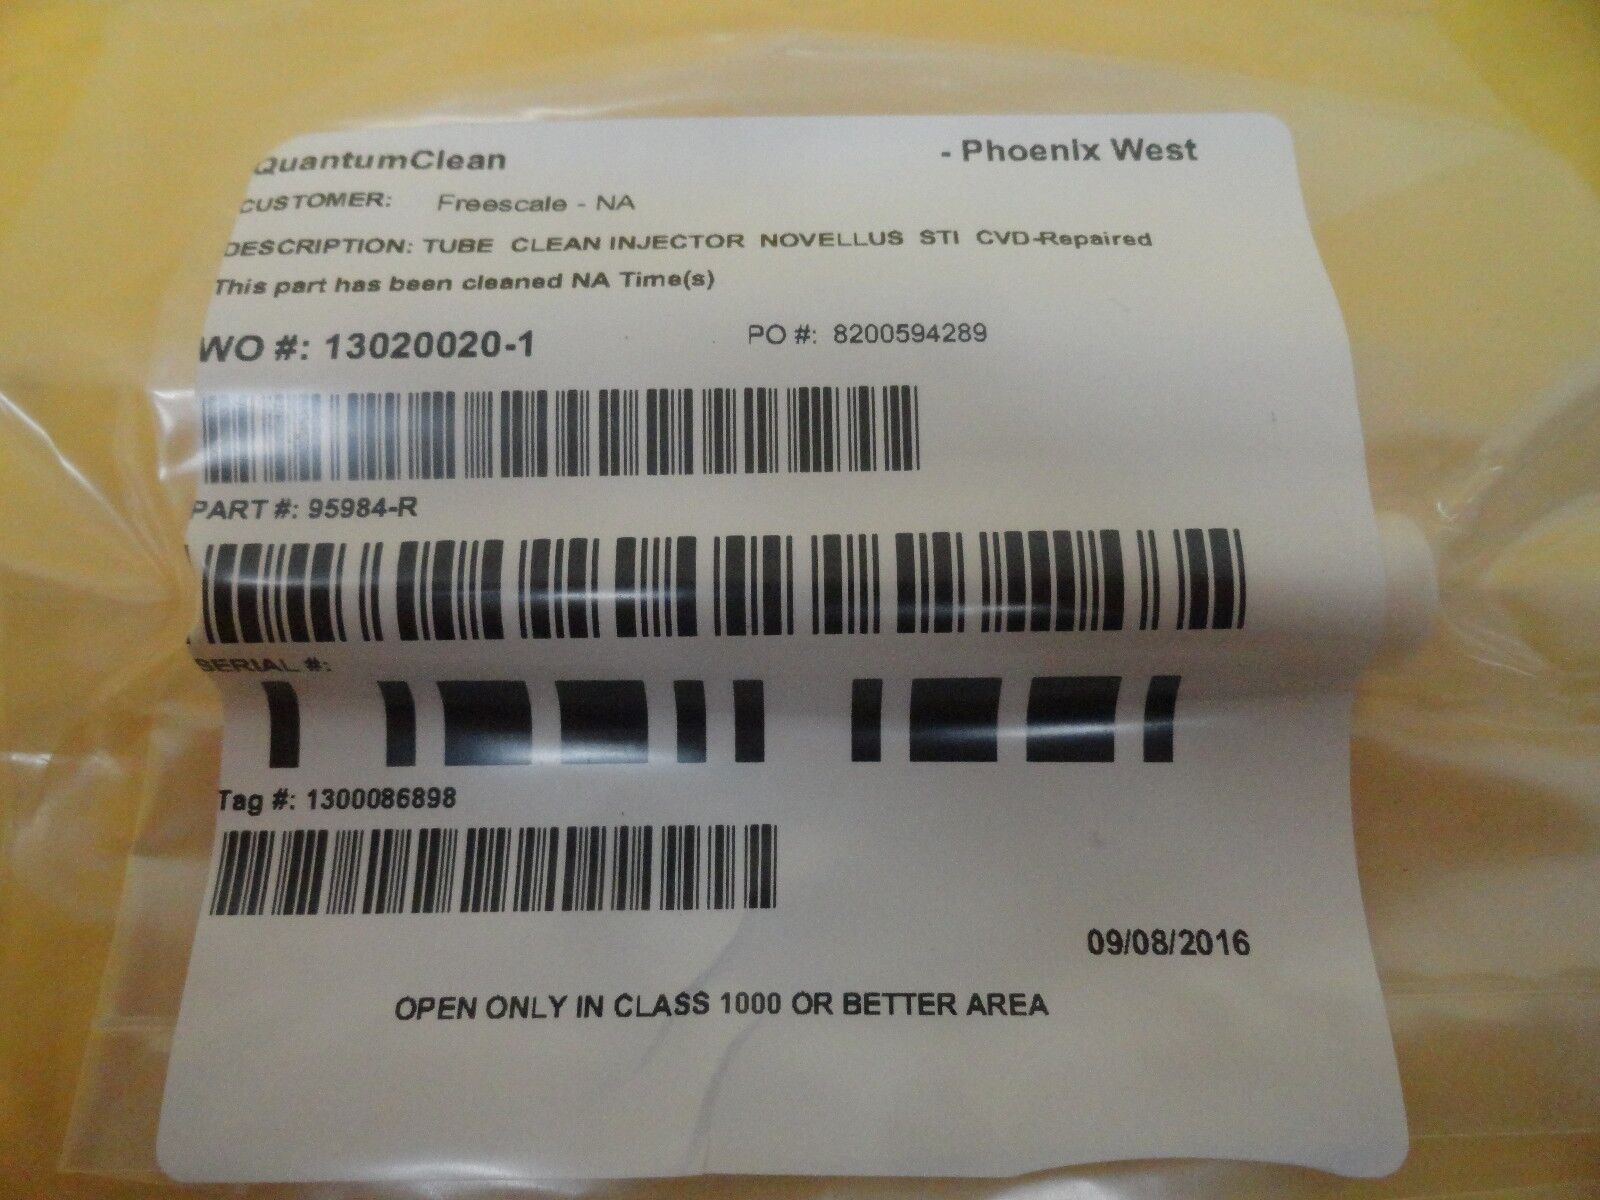 QuantumClean - Phoenix West
CUSTOMER: Freescale - NA
DESCRIPTION: TUBE CLEAN INJECTOR NOVELLUS STI CVD-Repaired
This part has been cleaned NA Time(s)
WO #: 13020020-1 PO #: 8200594289
PART #: 95984-R
SERIAL #:
Tag #: 1300086898
09/08/2016
OPEN ONLY IN CLASS 1000 OR BETTER AREA